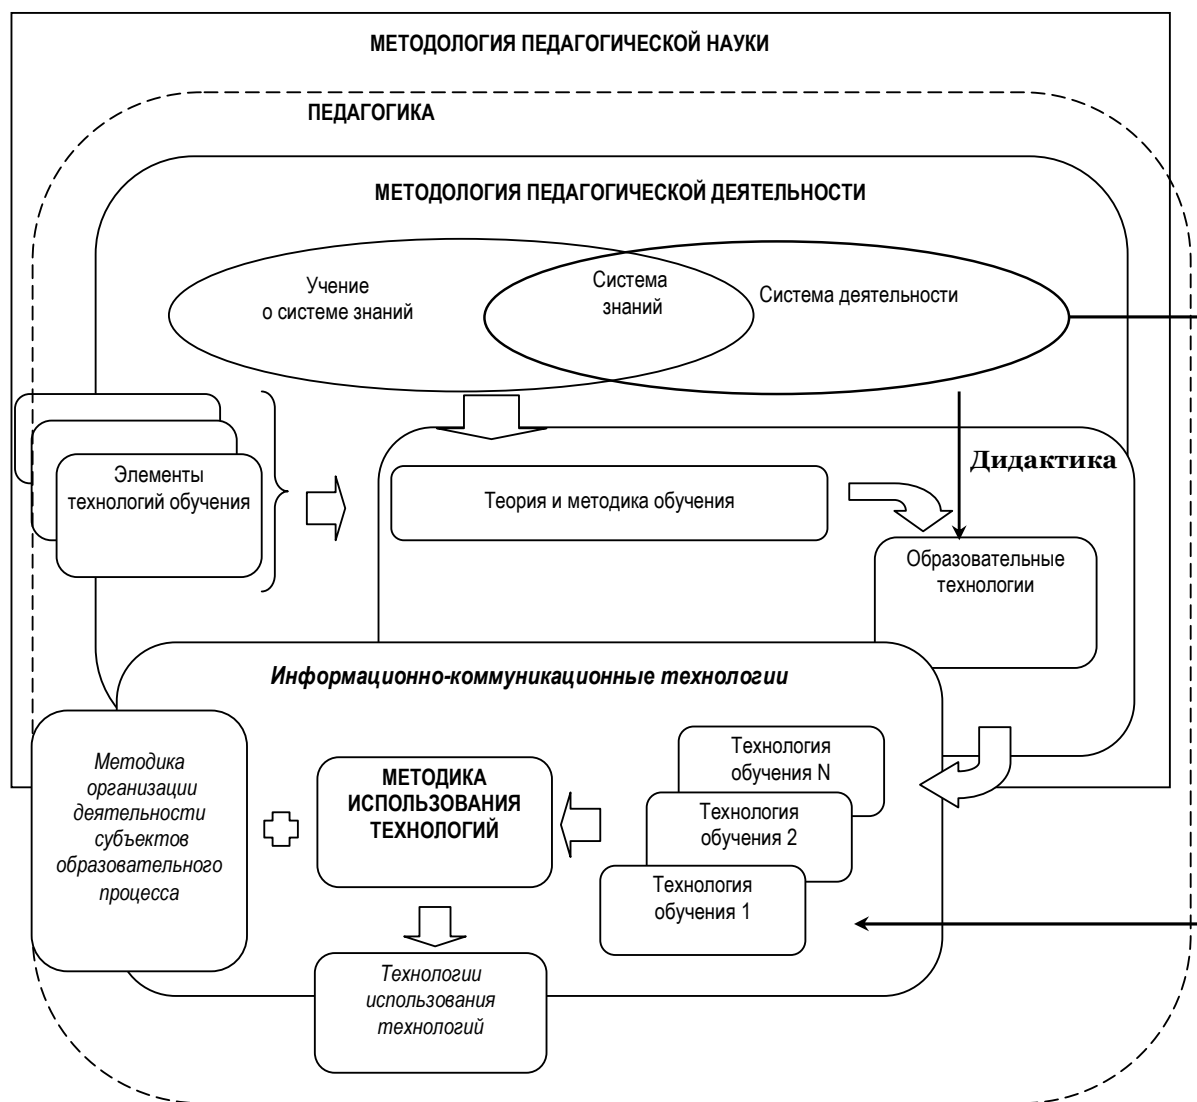 МЕТОДОЛОГИЯ ПЕДАГОГИЧЕСКОЙ НАУКИ
ПЕДАГОГИКА
МЕТОДОЛОГИЯ ПЕДАГОГИЧЕСКОЙ ДЕЯТЕЛЬНОСТИ
Учение
о системе знаний
Система
знаний
Система деятельности
Элементы
технологий обучения
Дидактика
Теория и методика обучения
Образовательные
технологии
Информационно-коммуникационные технологии
Методика
организации
деятельности
субъектов
образовательного
процесса
МЕТОДИКА
ИСПОЛЬЗОВАНИЯ
ТЕХНОЛОГИЙ
Технология
обучения N
Технология
обучения 2
Технология
обучения 1
Технологии
использования
технологий